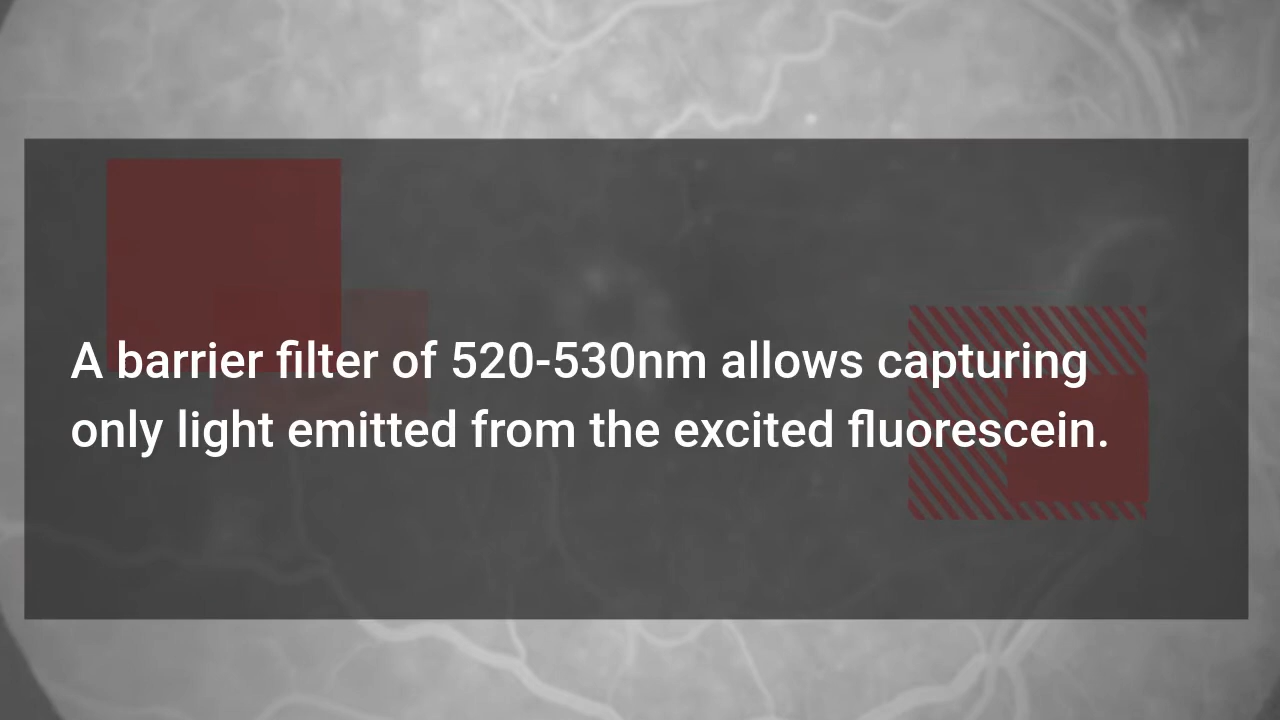 A barrier filter of 520-530nm allows capturing
only light emitted from the excited fluorescein.